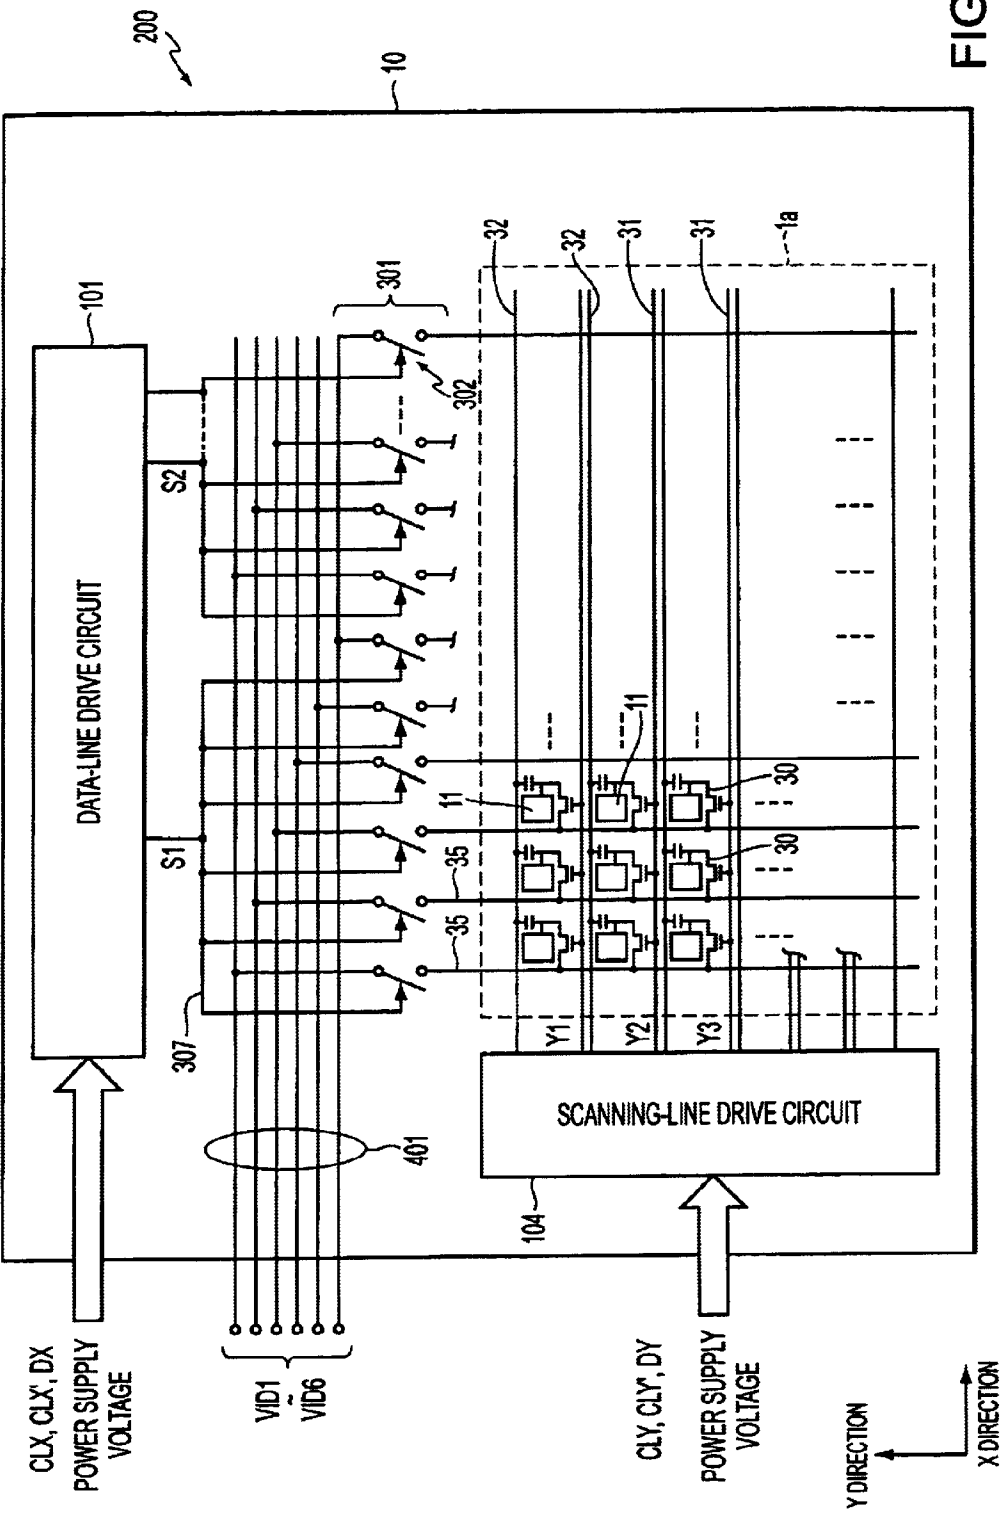 FIG
200
10
CLX, CLX', DX
POWER SUPPLY
VOLTAGE
DATA-LINE DRIVE CIRCUIT
101
S1
S2
307
VID1
~
VID6
401
301
302
35
35
32
32
31
31
1a
11
11
30
30
Y1
Y2
Y3
SCANNING-LINE DRIVE CIRCUIT
104
CLY, CLY', DY
POWER SUPPLY
VOLTAGE
Y DIRECTION
X DIRECTION